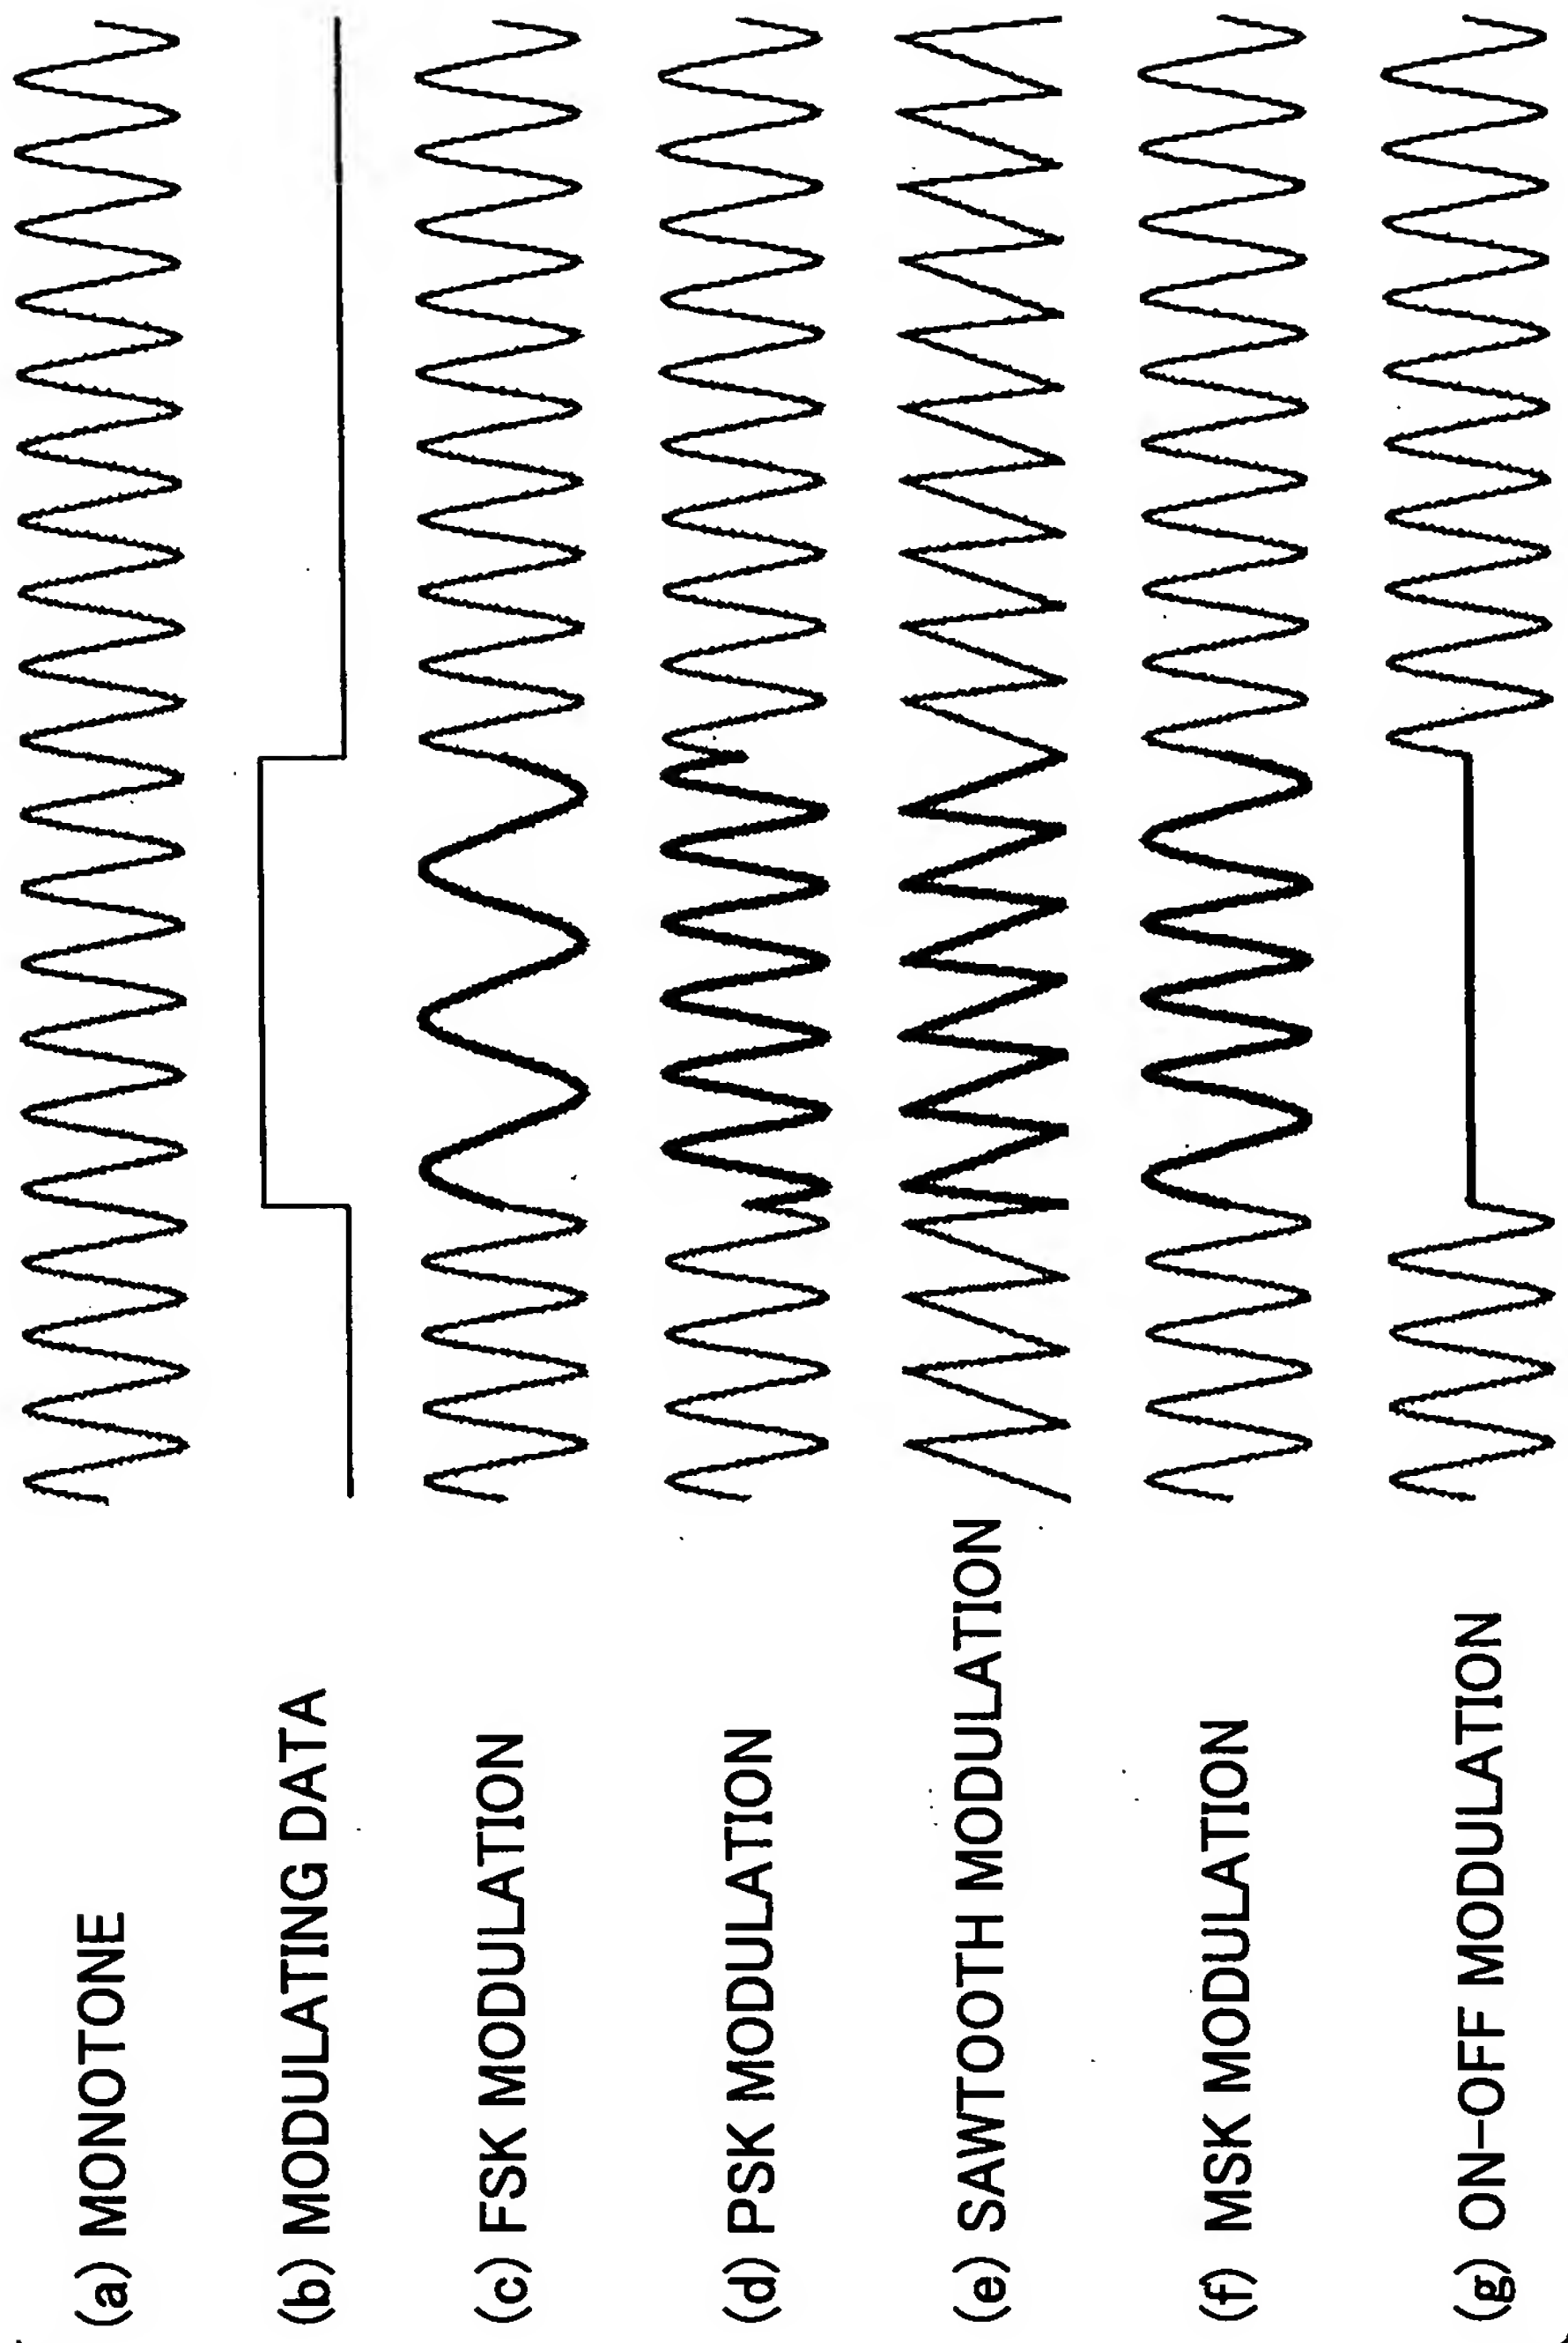 (a) MONOTONE
(b) MODULATING DATA
(c) FSK MODULATION
(d) PSK MODULATION
(e) SAWTOOTH MODULATION
(f) MSK MODULATION
(g) ON-OFF MODULATION